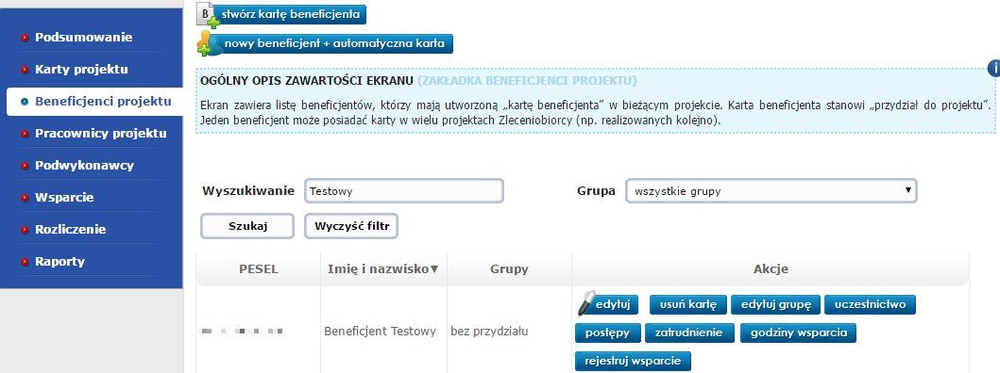 B stwórz kartę beneficjenta
nowy beneficjent + automatyczna karta
Podsumowanie
Karty projektu
Beneficjenci projektu
Pracownicy projektu
Podwykonawcy
Wsparcie
Rozliczenie
Raporty
i
OGÓLNY OPIS ZAWARTOŚCI EKRANU (ZAKŁADKA BENEFICJENCI PROJEKTU)
Ekran zawiera listę beneficjentów, którzy mają utworzoną „kartę beneficjenta” w bieżącym projekcie. Karta beneficjenta stanowi „przydział do projektu”.
Jeden beneficjent może posiadać karty w wielu projektach Zleceniobiorcy (np. realizowanych kolejno).
Wyszukiwanie Testowy Grupa wszystkie grupy
Szukaj Wyczyść filtr
PESEL Imię i nazwisko▼ Grupy Akcje
edytuj usuń kartę edytuj grupę uczestnictwo
Beneficjent Testowy bez przydziału postępy zatrudnienie godziny wsparcia
rejestruj wsparcie